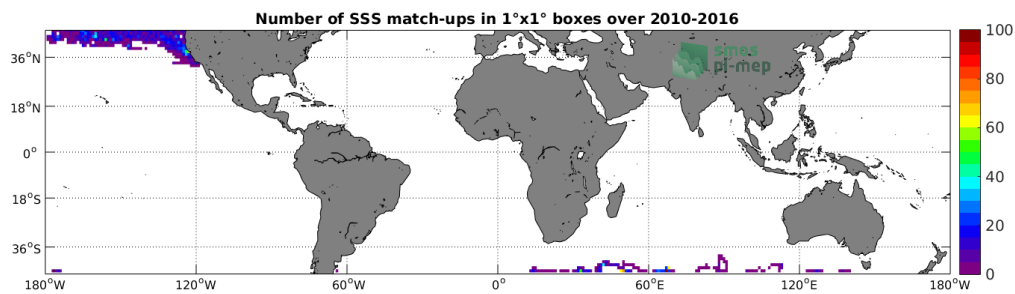 Number of SSS match-ups in 1°x1° boxes over 2010-2016
36°N
18°N
0°
18°S
36°S
180°W
120°W
60°W
0°
60°E
120°E
180°W
100
80
60
40
20
0
smos
pi-mep